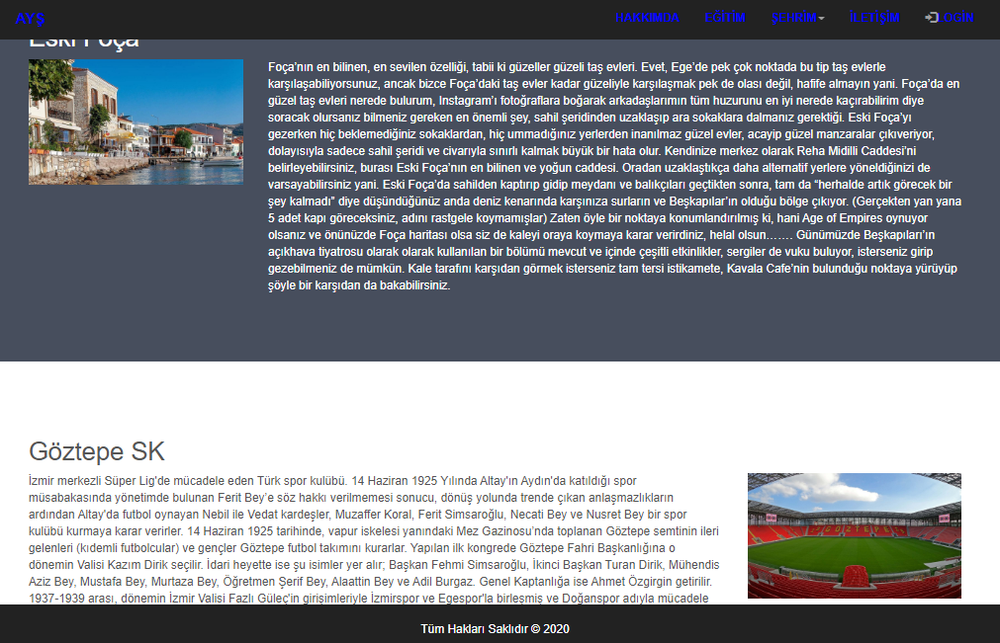 AYŞ HAKKIMDA EĞİTİM ŞEHRİM İLETİŞİM LOGIN
Eski Foça
Foça’nın en bilinen, en sevilen özelliği, tabii ki güzeller güzeli taş evleri. Evet, Ege’de pek çok noktada bu tip taş evlerle
karşılaşabiliyorsunuz, ancak bizce Foça’daki taş evler kadar güzeliyle karşılaşmak pek de olası değil, hafife almayın yani. Foça’da en
güzel taş evleri nerede bulurum, Instagram’ı fotoğraflara boğarak arkadaşlarımın tüm huzurunu en iyi nerede kaçırabilirim diye
soracak olursanız bilmeniz gereken en önemli şey, sahil şeridinden uzaklaşıp ara sokaklara dalmanız gerektiği. Eski Foça’yı
gezerken hiç beklemediğiniz sokaklardan, hiç ummadığınız yerlerden inanılmaz güzel evler, acayip güzel manzaralar çıkıveriyor,
dolayısıyla sadece sahil şeridi ve civarıyla sınırlı kalmak büyük bir hata olur. Kendinize merkez olarak Reha Midilli Caddesi’ni
belirleyebilirsiniz, burası Eski Foça’nın en bilinen ve yoğun caddesi. Oradan uzaklaştıkça daha alternatif yerlere yöneldiğinizi de
varsayabilirsiniz yani. Eski Foça’da sahilden kaptırıp gidip meydanı ve balıkçıları geçtikten sonra, tam da “herhalde artık görecek bir
şey kalmadı” diye düşündüğünüz anda deniz kenarında karşınıza surların ve Beşkapılar’ın olduğu bölge çıkıyor. (Gerçekten yan yana
5 adet kapı göreceksiniz, adını rastgele koymamışlar) Zaten öyle bir noktaya konumlandırılmış ki, hani Age of Empires oynuyor
olsanız ve önünüzde Foça haritası olsa siz de kaleyi oraya koymaya karar verirdiniz, helal olsun……. Günümüzde Beşkapıları’ın
açıkhava tiyatrosu olarak olarak kullanılan bir bölümü mevcut ve içinde çeşitli etkinlikler, sergiler de vuku buluyor, isterseniz girip
gezebilmeniz de mümkün. Kale tarafını karşıdan görmek isterseniz tam tersi istikamete, Kavala Cafe’nin bulunduğu noktaya yürüyüp
şöyle bir karşıdan da bakabilirsiniz.
Göztepe SK
İzmir merkezli Süper Lig'de mücadele eden Türk spor kulübü. 14 Haziran 1925 Yılında Altay'ın Aydın'da katıldığı spor
müsabakasında yönetimde bulunan Ferit Bey’e söz hakkı verilmemesi sonucu, dönüş yolunda trende çıkan anlaşmazlıkların
ardından Altay'da futbol oynayan Nebil ile Vedat kardeşler, Muzaffer Koral, Ferit Simsaroğlu, Necati Bey ve Nusret Bey bir spor
kulübü kurmaya karar verirler. 14 Haziran 1925 tarihinde, vapur iskelesi yanındaki Mez Gazinosu’nda toplanan Göztepe semtinin ileri
gelenleri (kıdemli futbolcular) ve gençler Göztepe futbol takımını kurarlar. Yapılan ilk kongrede Göztepe Fahri Başkanlığına o
dönemin Valisi Kazım Dirik seçilir. İdari heyette ise şu isimler yer alır; Başkan Fehmi Simsaroğlu, İkinci Başkan Turan Dirik, Mühendis
Aziz Bey, Mustafa Bey, Murtaza Bey, Öğretmen Şerif Bey, Alaattin Bey ve Adil Burgaz. Genel Kaptanlığa ise Ahmet Özgirgin getirilir.
1937-1939 arası, dönemin İzmir Valisi Fazlı Güleç'in girişimleriyle İzmirspor ve Egespor'la birleşmiş ve Doğanspor adıyla mücadele
GÖZTEPE
Tüm Hakları Saklıdır © 2020